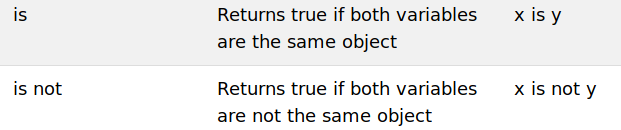 is Returns true if both variables x is y
are the same object
is not Returns true if both variables x is not y
are not the same object